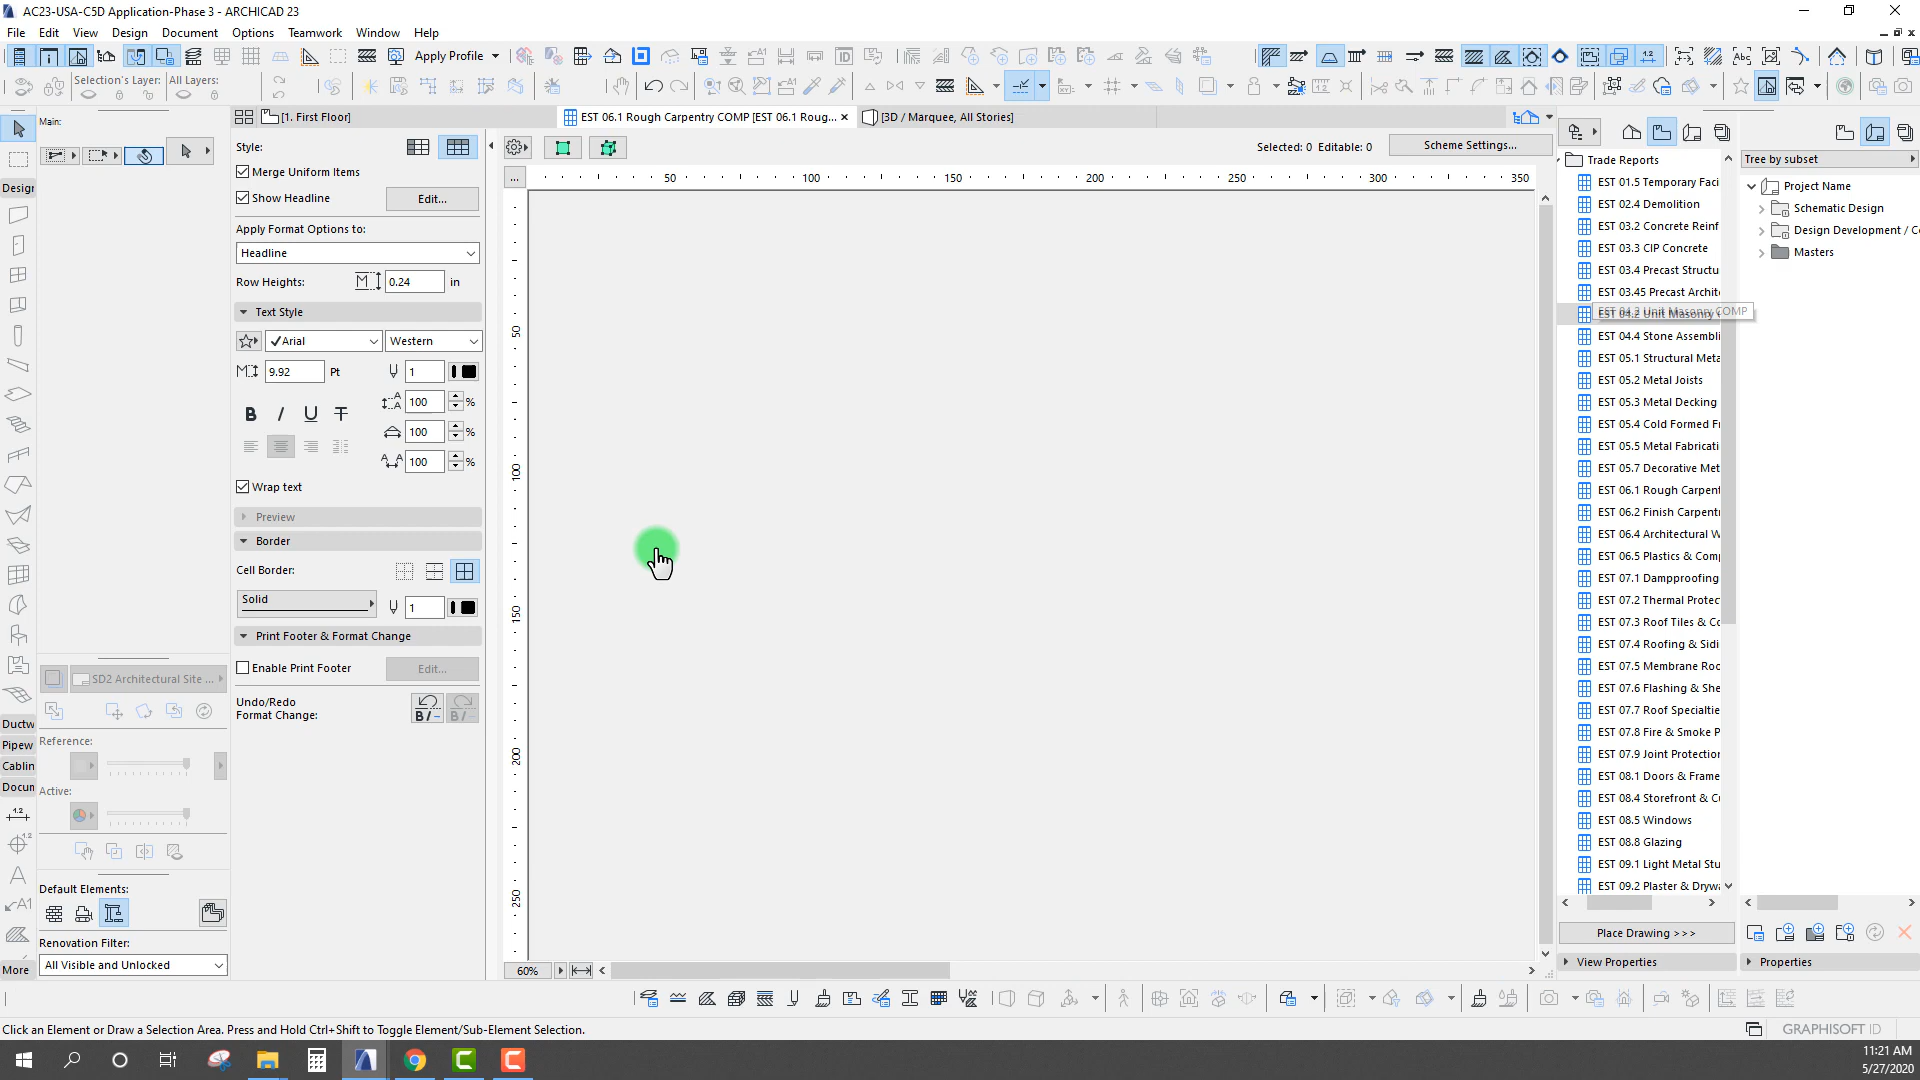 AC23-USA-C5D Application-Phase 3 - ARCHICAD 23
File Edit View Design Document Options Teamwork Window Help
Apply Profile
Selection's Layer: All Layers:
Main:
[1. First Floor]
EST 06.1 Rough Carpentry COMP [EST 06.1 Roug...
[3D / Marquee, All Stories]
Style:
Merge Uniform Items
Show Headline
Edit...
Apply Format Options to:
Headline
Row Heights:
0.24 in
Text Style
Arial
Western
9.92 Pt
1
100 %
B I U T
100 %
100 %
Wrap text
Preview
Border
Cell Border:
Solid
1
Print Footer & Format Change
Enable Print Footer
Edit...
Undo/Redo
Format Change:
Design
SD2 Architectural Site ...
Ductw
Pipew
Reference:
Cablin
Docum
Active:
Default Elements:
Renovation Filter:
More
All Visible and Unlocked
Selected: 0 Editable: 0
Scheme Settings...
50 100 150 200 250 300 350
50
100
150
200
250
60%
Trade Reports
EST 01.5 Temporary Faci
EST 02.4 Demolition
EST 03.2 Concrete Reinf
EST 03.3 CIP Concrete
EST 03.4 Precast Structu
EST 03.45 Precast Archite
EST 04.2 Unit Masonry COMP
EST 04.4 Stone Assembli
EST 05.1 Structural Meta
EST 05.2 Metal Joists
EST 05.3 Metal Decking
EST 05.4 Cold Formed Fr
EST 05.5 Metal Fabricati
EST 05.7 Decorative Met
EST 06.1 Rough Carpent
EST 06.2 Finish Carpentr
EST 06.4 Architectural W
EST 06.5 Plastics & Comp
EST 07.1 Dampproofing
EST 07.2 Thermal Protec
EST 07.3 Roof Tiles & Co
EST 07.4 Roofing & Sidi
EST 07.5 Membrane Roo
EST 07.6 Flashing & She
EST 07.7 Roof Specialtie
EST 07.8 Fire & Smoke P
EST 07.9 Joint Protection
EST 08.1 Doors & Frame
EST 08.4 Storefront & Cu
EST 08.5 Windows
EST 08.8 Glazing
EST 09.1 Light Metal Stu
EST 09.2 Plaster & Drywa
Place Drawing >>>
View Properties
Tree by subset
Project Name
Schematic Design
Design Development / C
Masters
Properties
Click an Element or Draw a Selection Area. Press and Hold Ctrl+Shift to Toggle Element/Sub-Element Selection.
GRAPHISOFT ID
11:21 AM
5/27/2020